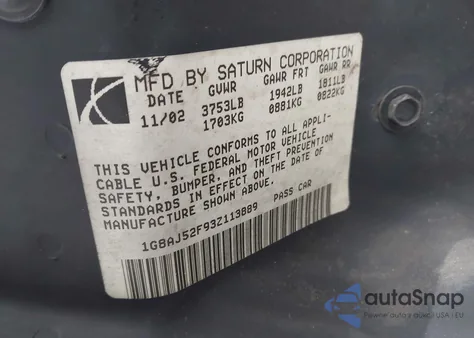 MFD BY SATURN CORPORATION
DATE GVWR GAWR FRT GAWR RR
11/02 3753LB 1942LB 1811LB
1703KG 0881KG 0822KG
THIS VEHICLE CONFORMS TO ALL APPLI-
CABLE U.S. FEDERAL MOTOR VEHICLE
SAFETY, BUMPER, AND THEFT PREVENTION
STANDARDS IN EFFECT ON THE DATE OF
MANUFACTURE SHOWN ABOVE.
1G8AJ52F93Z113889 PASS CAR
autoSnap